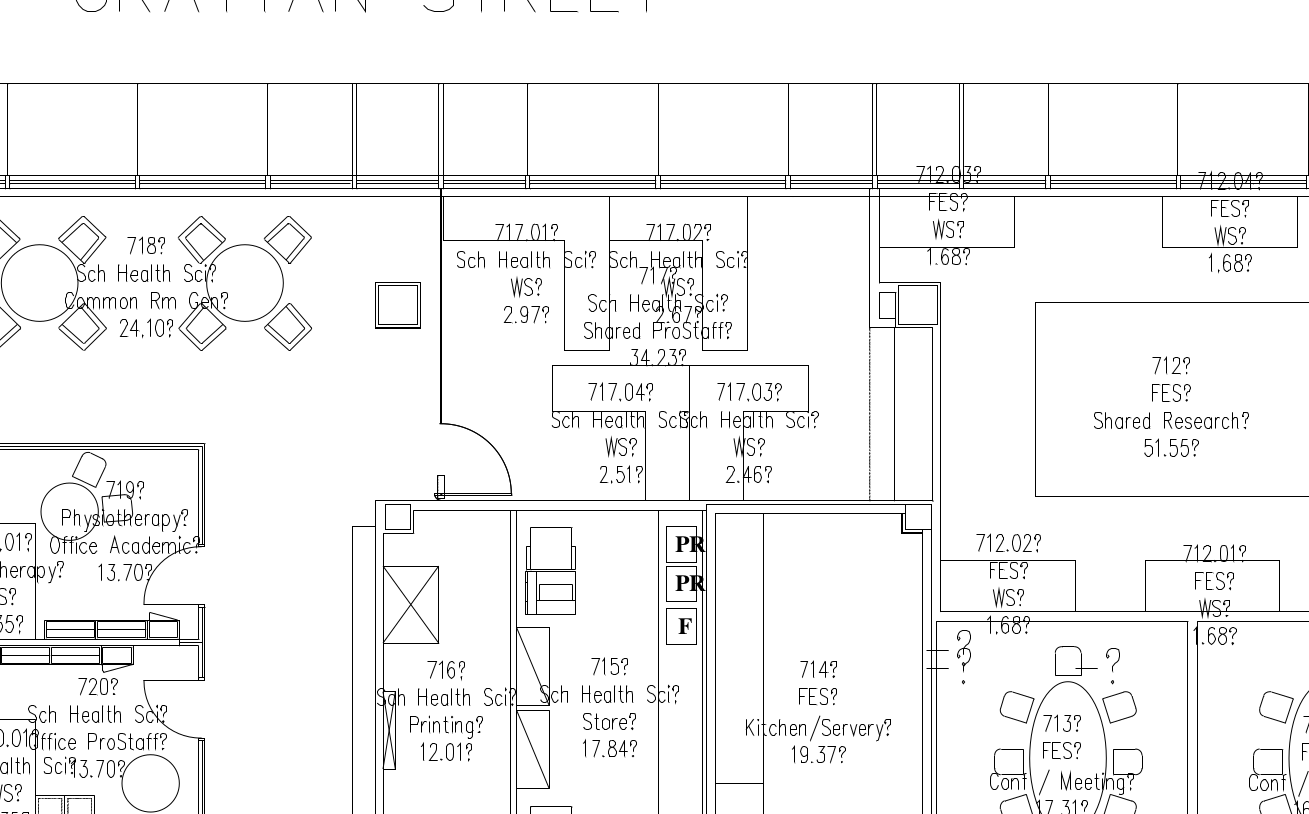 GRATTAN STREET
712.03?
FES?
WS?
1.68?
712.04?
FES?
WS?
1,68?
718?
Sch Health Sci?
Common Rm Gen?
24,10?
717.01?
Sch Health Sci?
WS?
2.97?
717.02?
Sch Health Sci?
WS?
2.67?
717?
Sch Health Sci?
Shared ProStaff?
34.23?
717,04?
Sch Health Sci?
WS?
2,51?
717.03?
Sch Health Sci?
WS?
2.46?
712?
FES?
Shared Research?
51.55?
719?
Physiotherapy?
Office Academic?
13.70?
.01?
herapy?
S?
35?
712.02?
FES?
WS?
1.68?
712.01?
FES?
WS?
1.68?
PR
PR
F
716?
Sch Health Sci?
Printing?
12.01?
715?
Sch Health Sci?
Store?
17.84?
714?
FES?
Kitchen/Servery?
19.37?
?
?
?
713?
FES?
Conf / Meeting?
17.31?
720?
Sch Health Sci?
Office ProStaff?
13.70?
0.01?
alth Sci?
WS?
7
F
Conf /